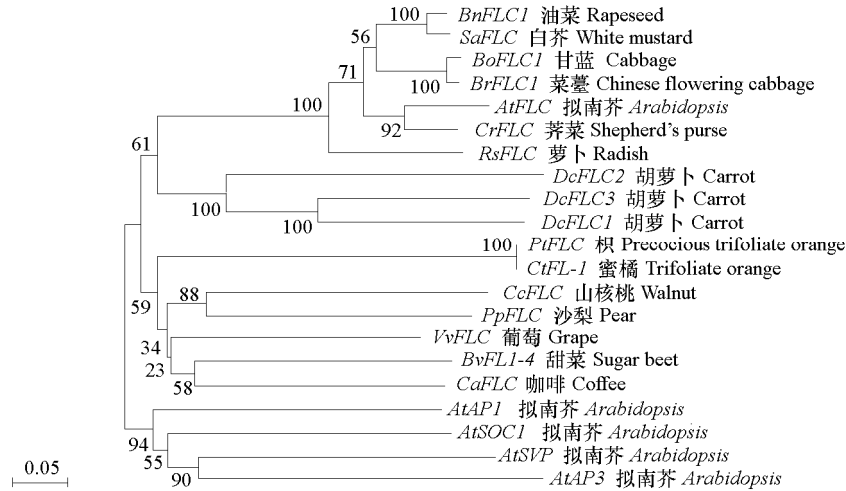 100 BnFLC1 油菜 Rapeseed
SaFLC 白芥 White mustard
56
BoFLC1 甘蓝 Cabbage
71
100 BrFLC1 菜薹 Chinese flowering cabbage
100
AtFLC 拟南芥 Arabidopsis
92 CrFLC 荠菜 Shepherd's purse
61
RsFLC 萝卜 Radish
DcFLC2 胡萝卜 Carrot
100
DcFLC3 胡萝卜 Carrot
100 DcFLC1 胡萝卜 Carrot
100 PtFLC 枳 Precocious trifoliate orange
CtFL-1 蜜橘 Trifoliate orange
59
88 CcFLC 山核桃 Walnut
PpFLC 沙梨 Pear
34
VvFLC 葡萄 Grape
23
BvFL1-4 甜菜 Sugar beet
58 CaFLC 咖啡 Coffee
AtAP1 拟南芥 Arabidopsis
94
AtSOC1 拟南芥 Arabidopsis
55
AtSVP 拟南芥 Arabidopsis
90 AtAP3 拟南芥 Arabidopsis
0.05